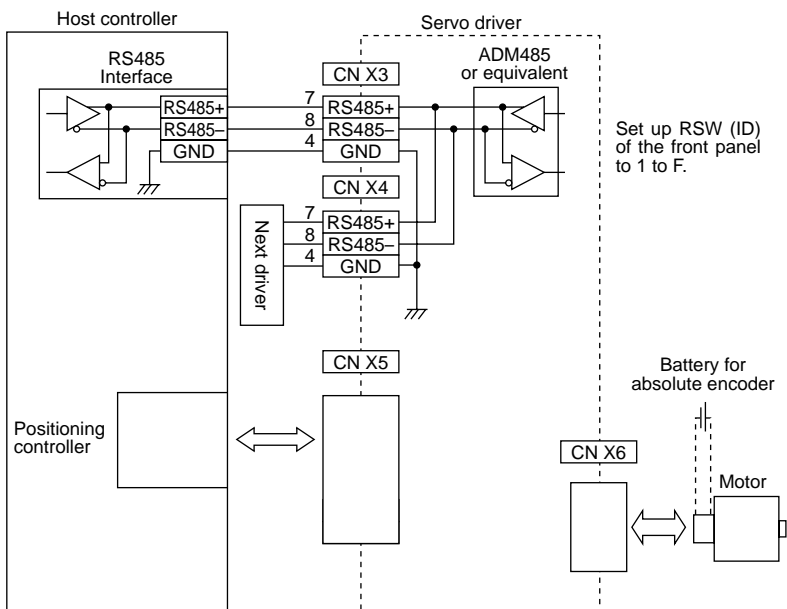 Host controller
Servo driver
RS485
Interface
CN X3
ADM485
or equivalent
RS485+
7
RS485+
RS485–
8
RS485–
GND
4
GND
Set up RSW (ID)
of the front panel
to 1 to F.
CN X4
Next driver
7
RS485+
8
RS485–
4
GND
CN X5
Positioning
controller
Battery for
absolute encoder
CN X6
Motor